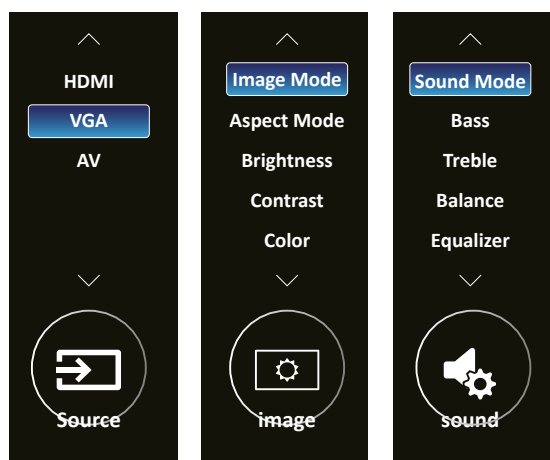 HDMI
VGA
AV
Source
Image Mode
Aspect Mode
Brightness
Contrast
Color
image
Sound Mode
Bass
Treble
Balance
Equalizer
sound